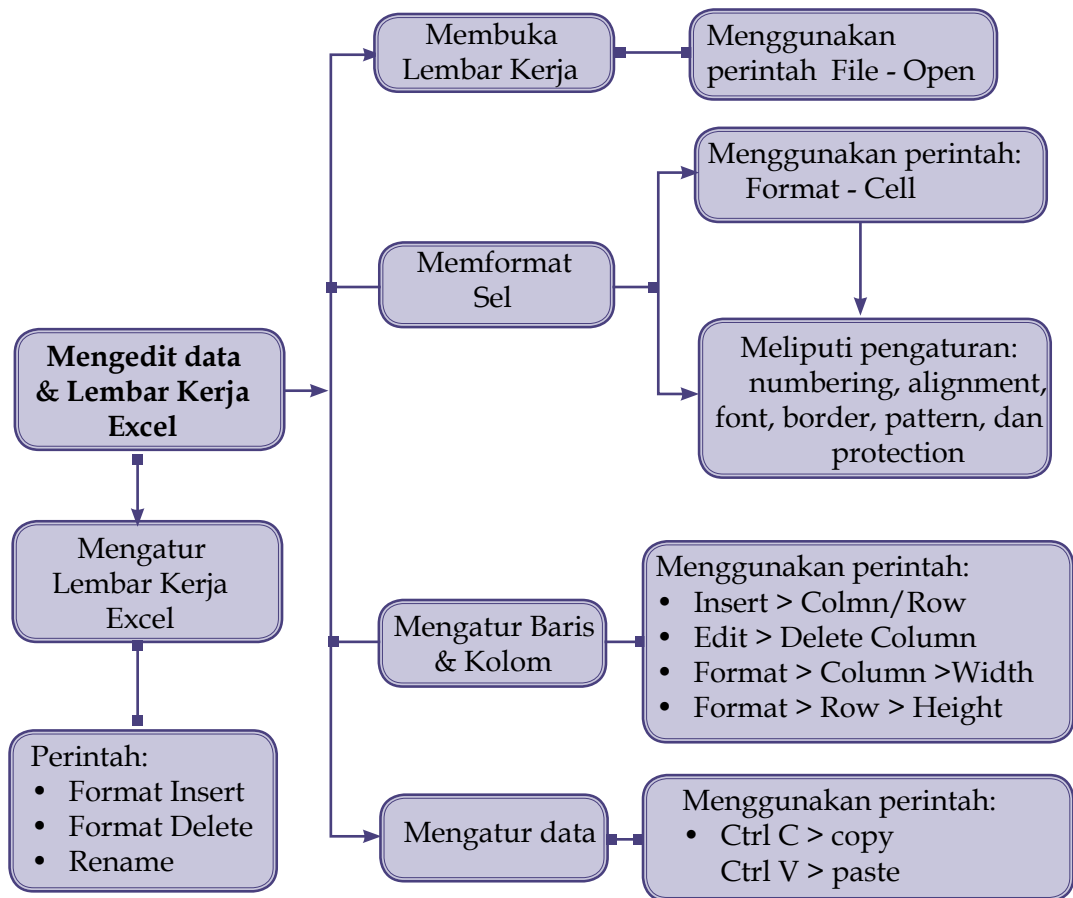 Membuka
Lembar Kerja
Menggunakan
perintah File - Open
Menggunakan perintah:
Format - Cell
Memformat
Sel
Meliputi pengaturan:
numbering, alignment,
font, border, pattern, dan
protection
Mengedit data
& Lembar Kerja
Excel
Mengatur
Lembar Kerja
Excel
Perintah:
• Format Insert
• Format Delete
• Rename
Mengatur Baris
& Kolom
Menggunakan perintah:
• Insert > Colmn/Row
• Edit > Delete Column
• Format > Column >Width
• Format > Row > Height
Mengatur data
Menggunakan perintah:
• Ctrl C > copy
Ctrl V > paste